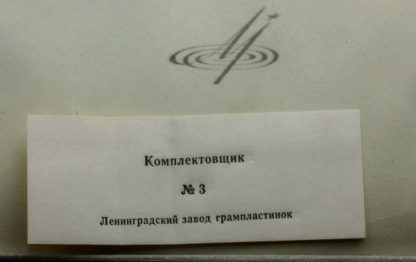 Комплектовщик
№ 3
Ленинградский завод грампластинок